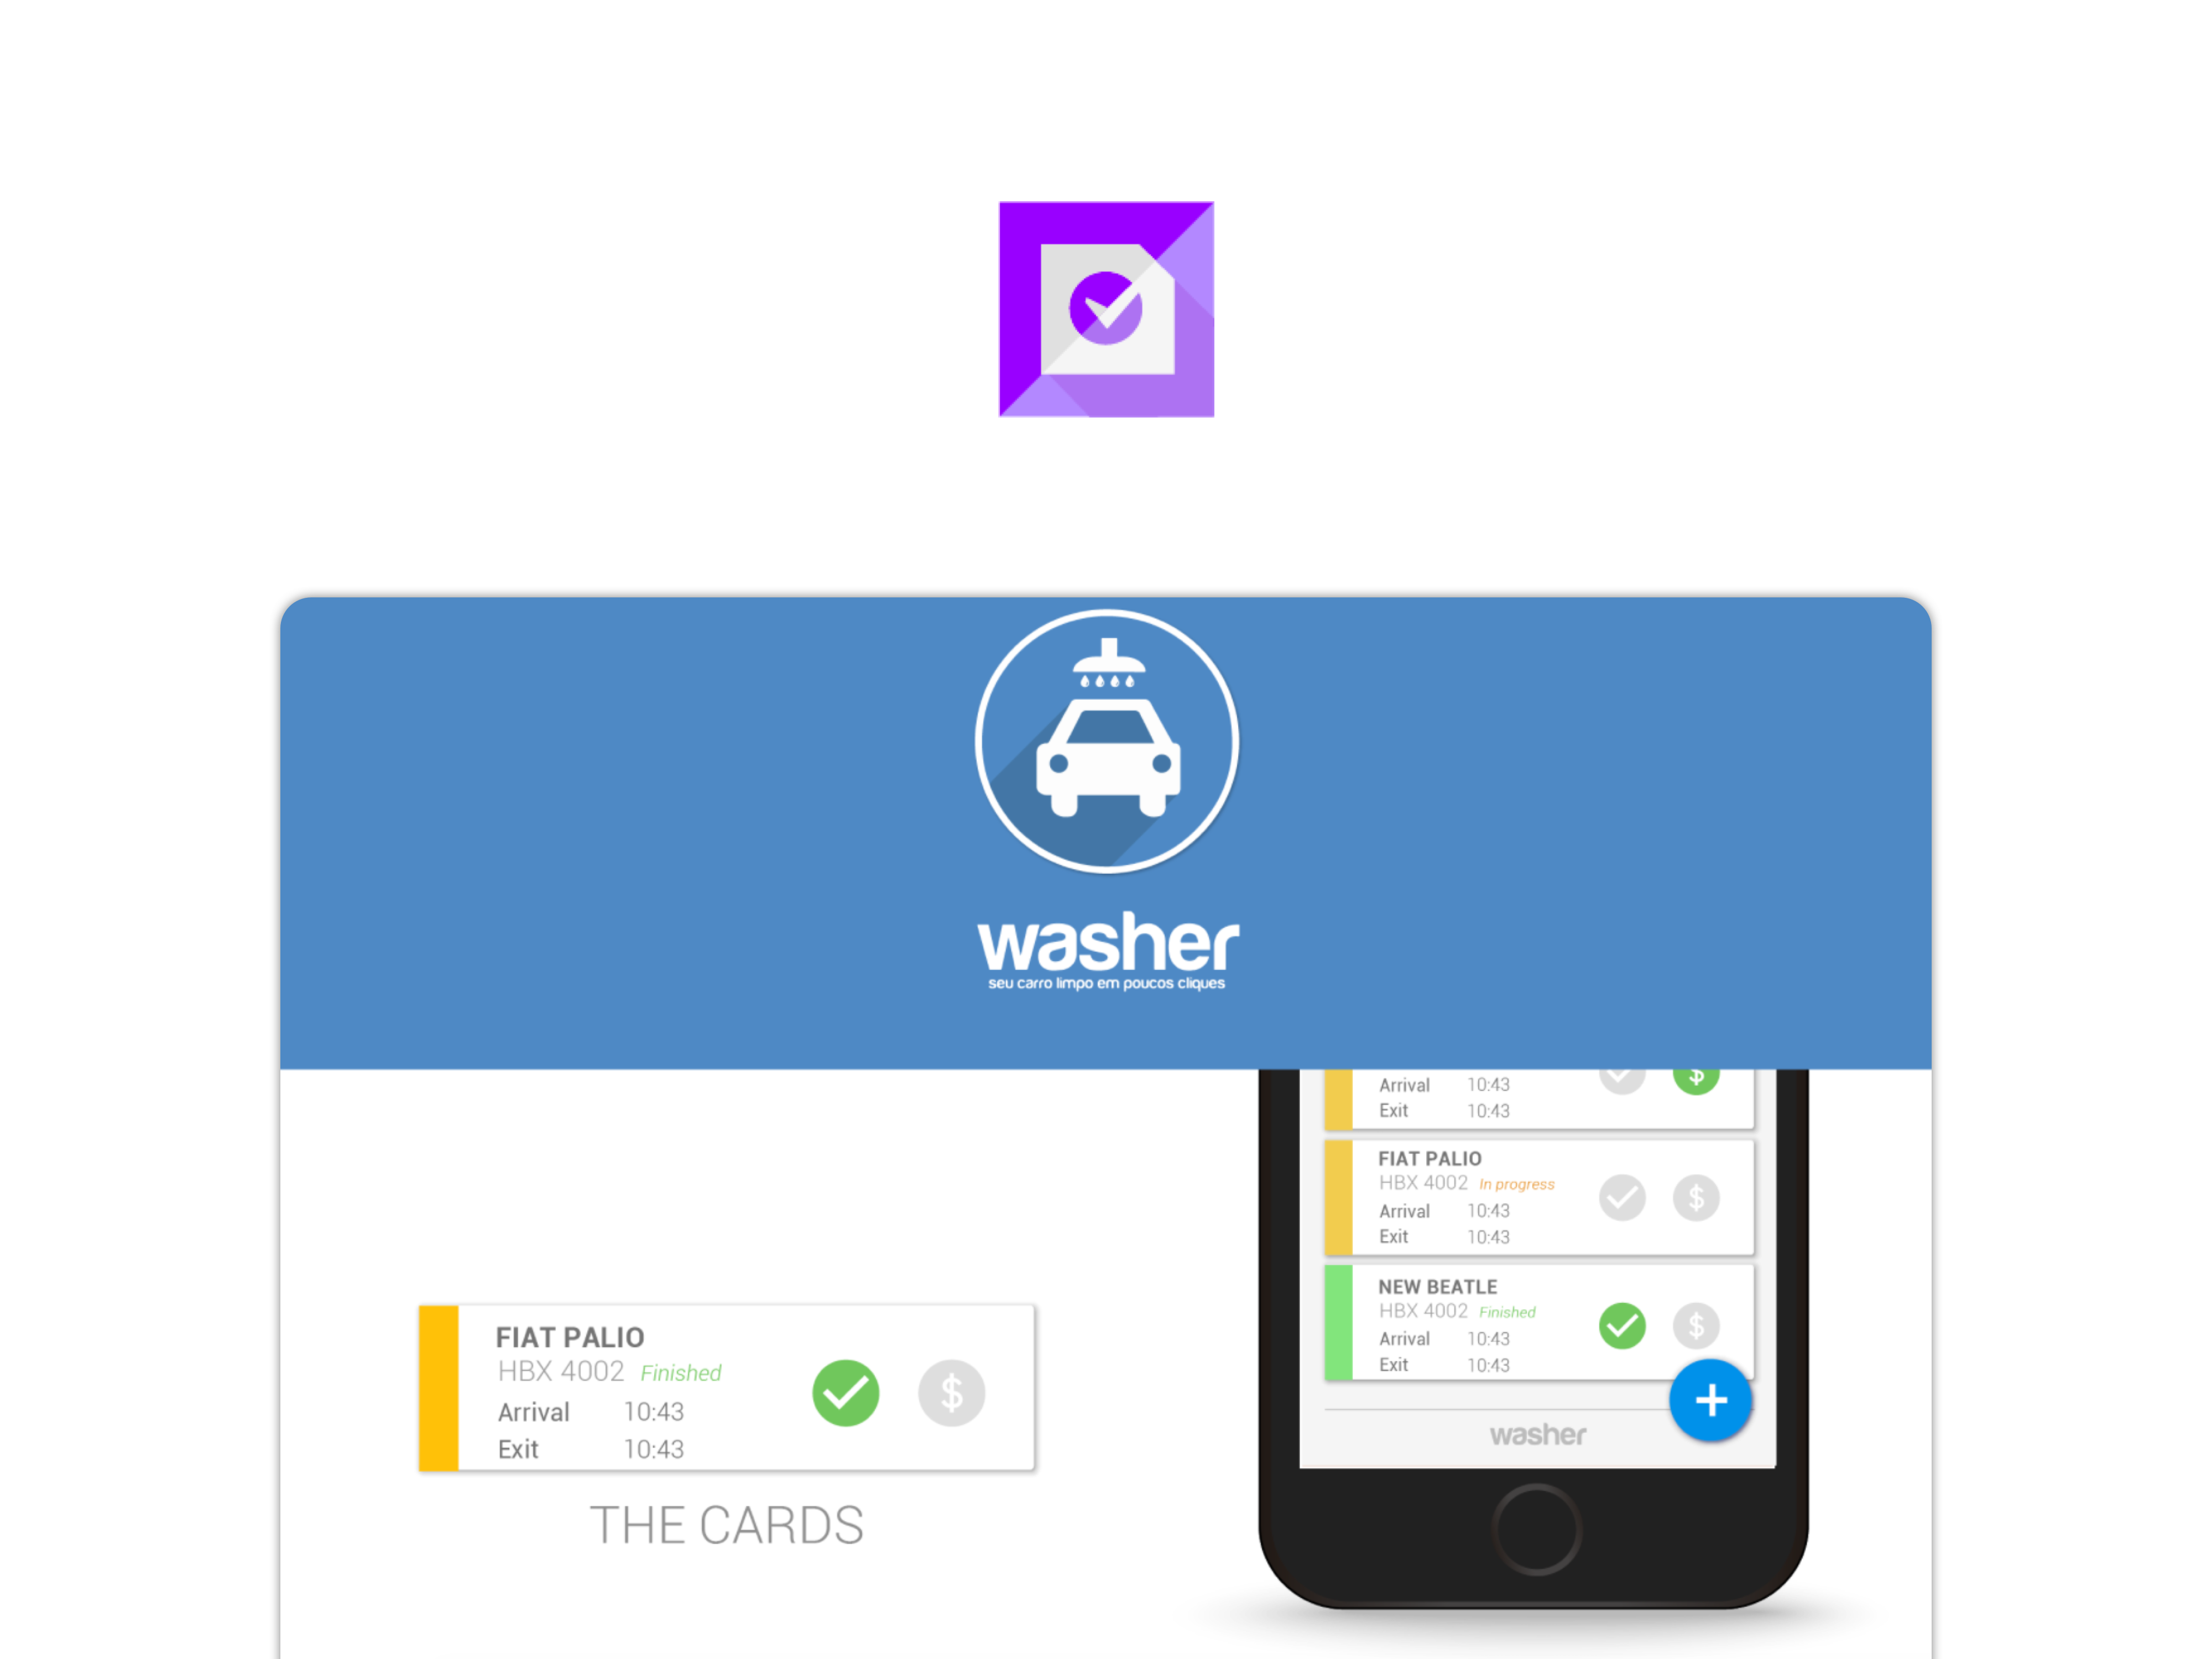 washer
seu carro limpo em poucos cliques
Arrival 10:43
Exit 10:43
FIAT PALIO
HBX 4002 In progress
Arrival 10:43
Exit 10:43
NEW BEATLE
HBX 4002 Finished
Arrival 10:43
Exit 10:43
washer
FIAT PALIO
HBX 4002 Finished
Arrival 10:43
Exit 10:43
THE CARDS